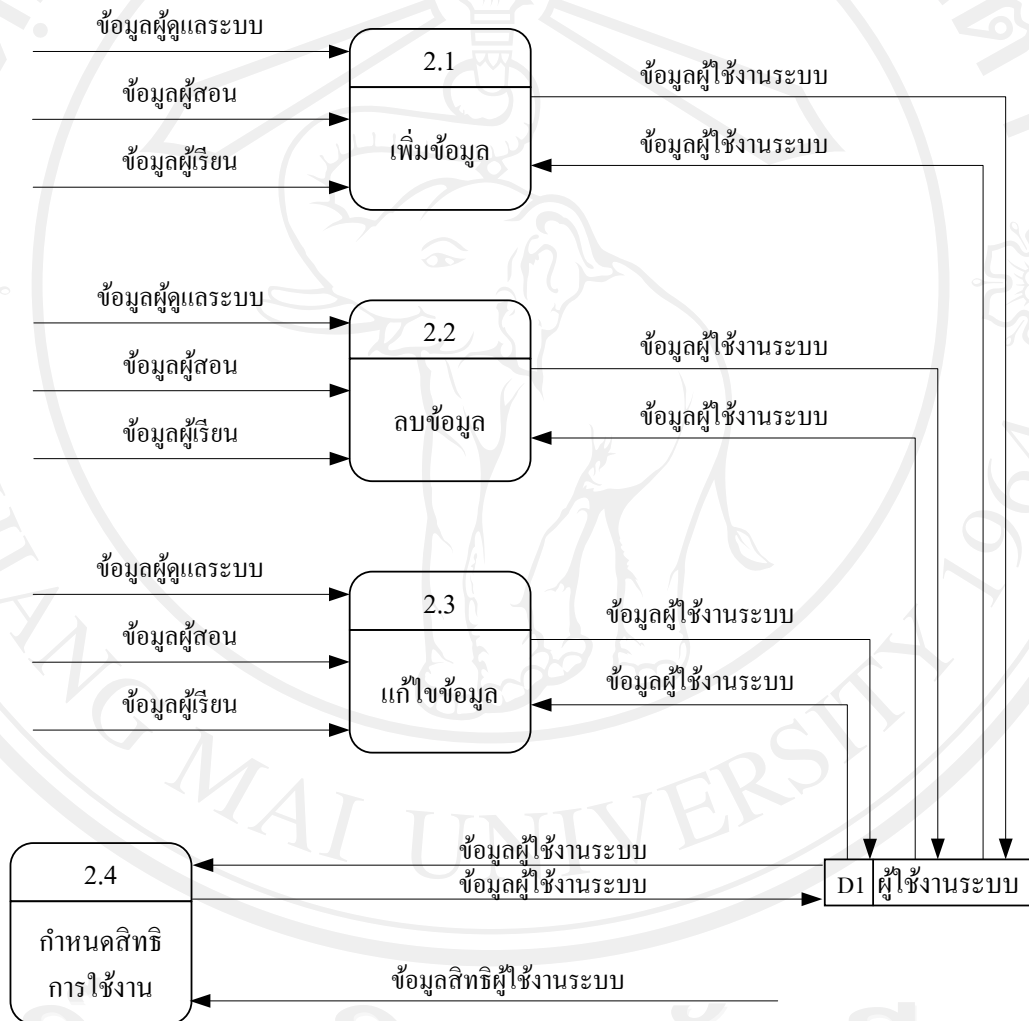 ข้อมูลผู้ดูแลระบบ
2.1
ข้อมูลผู้ใช้งานระบบ
ข้อมูลผู้สอน
เพิ่มข้อมูล
ข้อมูลผู้ใช้งานระบบ
ข้อมูลผู้เรียน
ข้อมูลผู้ดูแลระบบ
2.2
ข้อมูลผู้ใช้งานระบบ
ข้อมูลผู้สอน
ลบข้อมูล
ข้อมูลผู้ใช้งานระบบ
ข้อมูลผู้เรียน
ข้อมูลผู้ดูแลระบบ
2.3
ข้อมูลผู้ใช้งานระบบ
ข้อมูลผู้สอน
แก้ไขข้อมูล
ข้อมูลผู้ใช้งานระบบ
ข้อมูลผู้เรียน
2.4
ข้อมูลผู้ใช้งานระบบ
ข้อมูลผู้ใช้งานระบบ
D1 ผู้ใช้งานระบบ
กำหนดสิทธิ
การใช้งาน
ข้อมูลสิทธิผู้ใช้งานระบบ
ANG MAI UNIVERSITY 1964